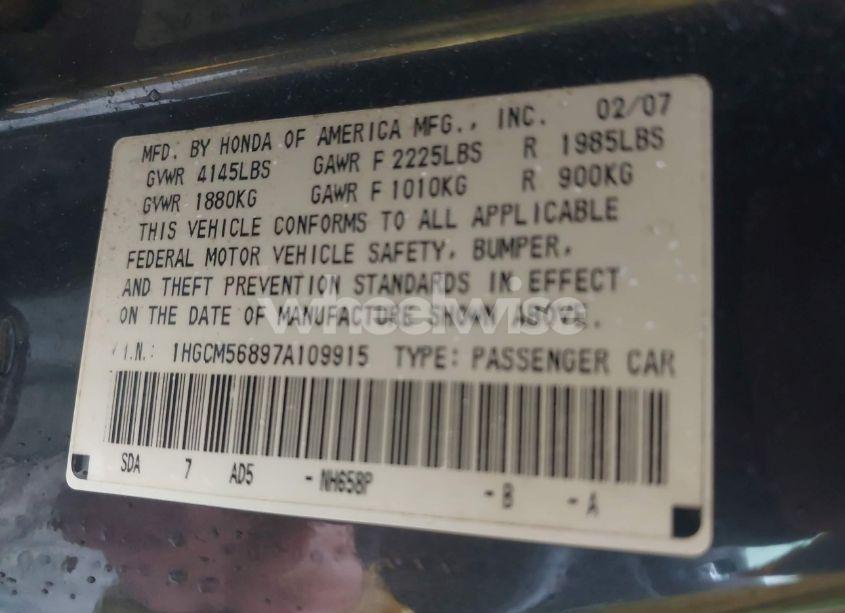 MFD. BY HONDA OF AMERICA MFG., INC. 02/07
GVWR 4145LBS GAWR F 2225LBS R 1985LBS
GVWR 1880KG GAWR F 1010KG R 900KG
THIS VEHICLE CONFORMS TO ALL APPLICABLE
FEDERAL MOTOR VEHICLE SAFETY, BUMPER,
AND THEFT PREVENTION STANDARDS IN EFFECT
ON THE DATE OF MANUFACTURE SHOWN ABOVE.
wheelwise
V.I.N.: 1HGCM56897A109915 TYPE: PASSENGER CAR
SDA 7 AD5 -NH658P -B -A